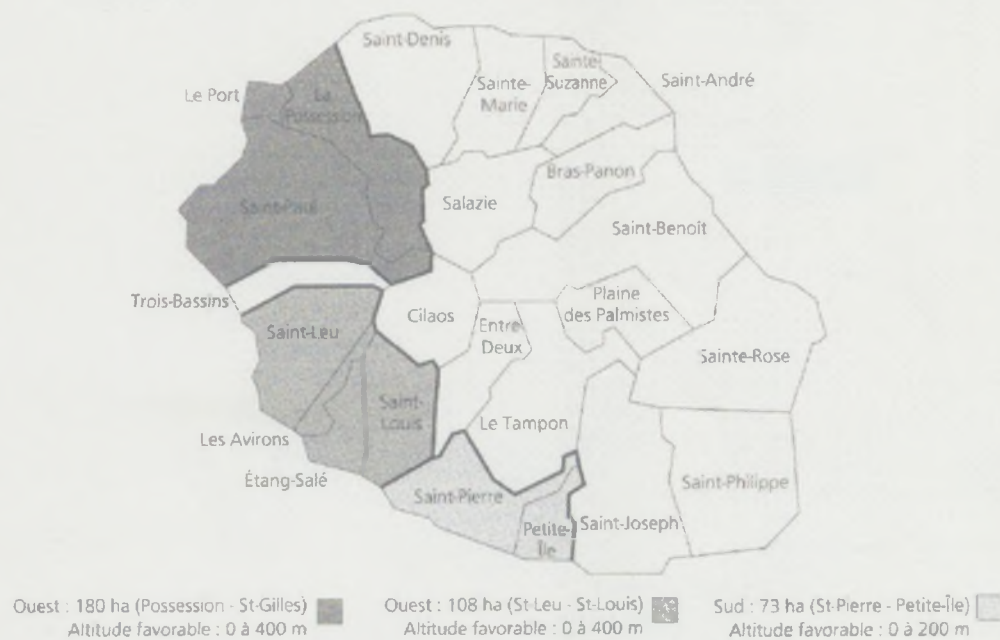 Saint-Denis
Sainte-
Marie
Sainte-
Suzanne
Saint-André
Le Port
La
Possession
Saint-Paul
Salazie
Bras-Panon
Saint-Benoît
Trois-Bassins
Saint-Leu
Cilaos
Entre
Deux
Plaine
des Palmistes
Sainte-Rose
Saint-
Louis
Les Avirons
Le Tampon
Étang-Salé
Saint-Pierre
Petite-
Île
Saint-Joseph
Saint-Philippe
Ouest : 180 ha (Possession - St-Gilles)
Altitude favorable : 0 à 400 m
Ouest : 108 ha (St-Leu - St-Louis)
Altitude favorable : 0 à 400 m
Sud : 73 ha (St-Pierre - Petite-Île)
Altitude favorable : 0 à 200 m